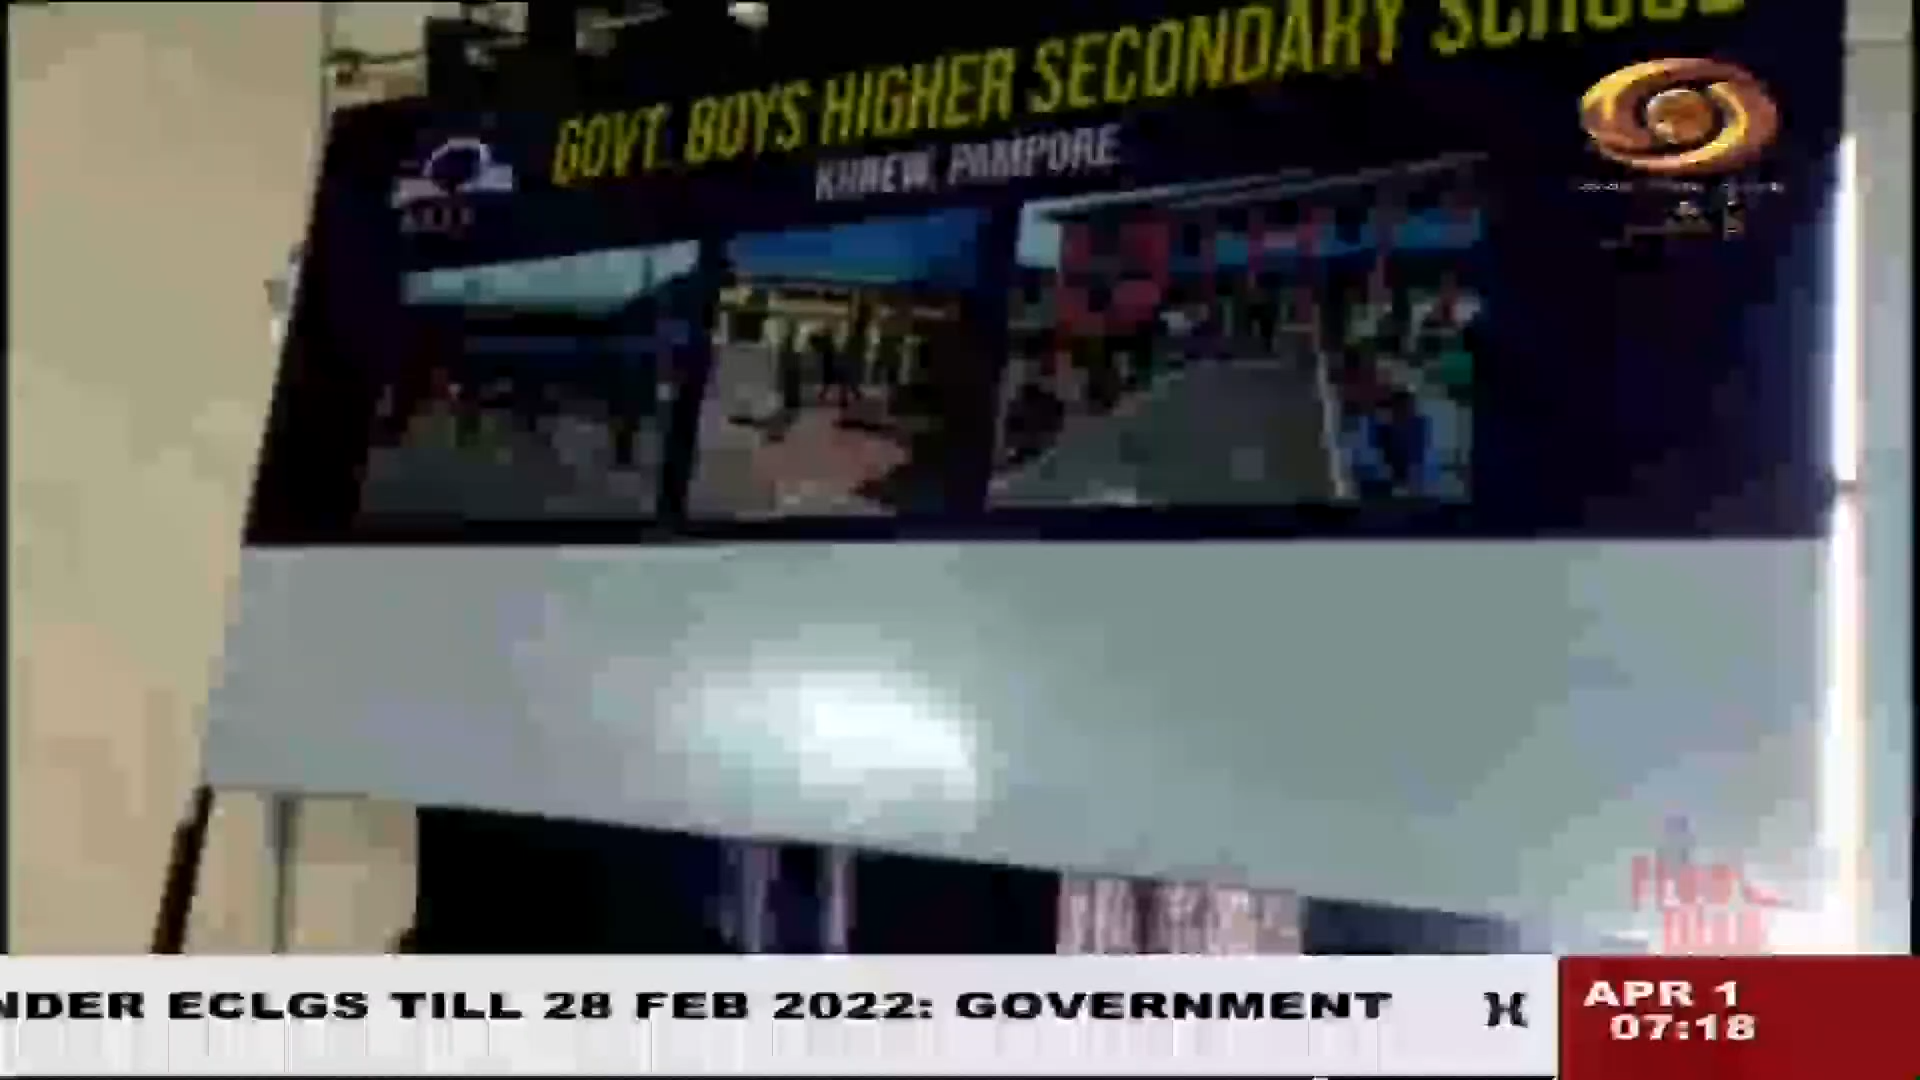 GOVT. BOYS HIGHER SECONDARY SCHOOL
KHREW, PAMPORE
NDER ECLGS TILL 28 FEB 2022: GOVERNMENT
APR 1
07:18